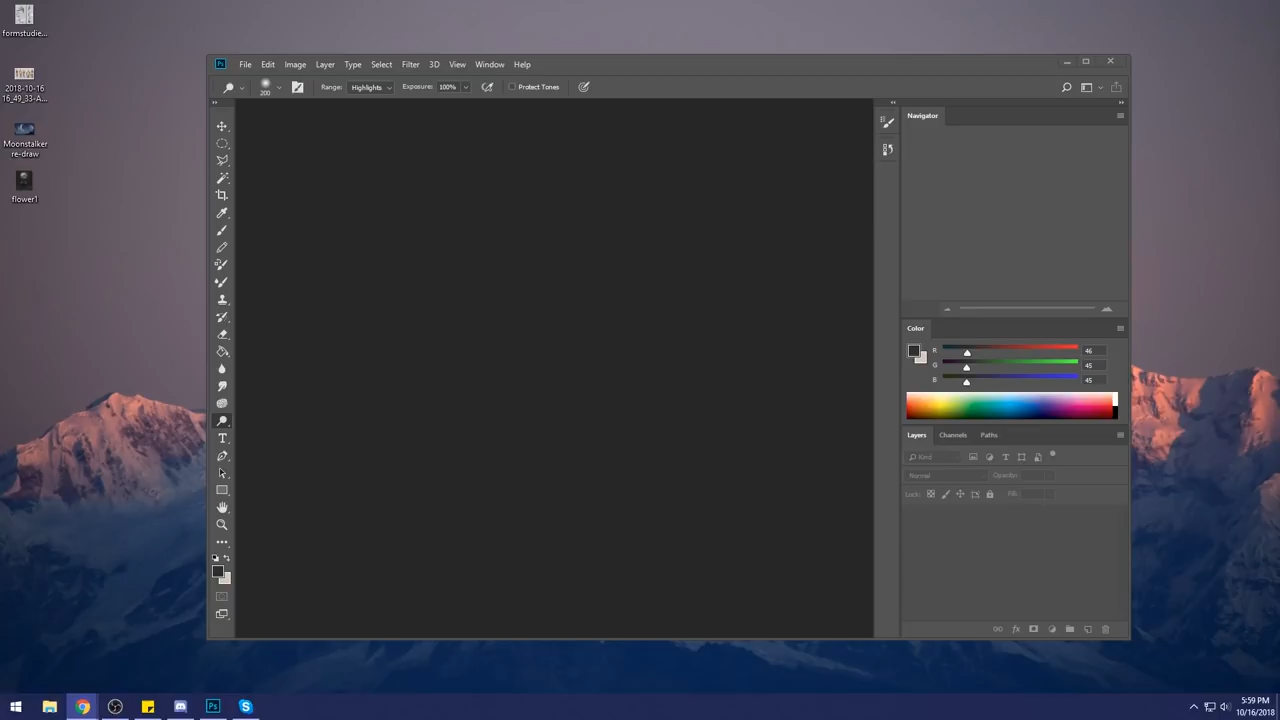 formstudie...
2018-10-16
16_49_33-A...
Moonstalker
re-draw
flower1
Ps
File Edit Image Layer Type Select Filter 3D View Window Help
200
Range: Highlights
Exposure: 100%
Protect Tones
Navigator
Color
R 46
G 45
B 45
Layers Channels Paths
Kind
Normal
Opacity:
Lock:
Fill:
Ps
5:59 PM
10/16/2018